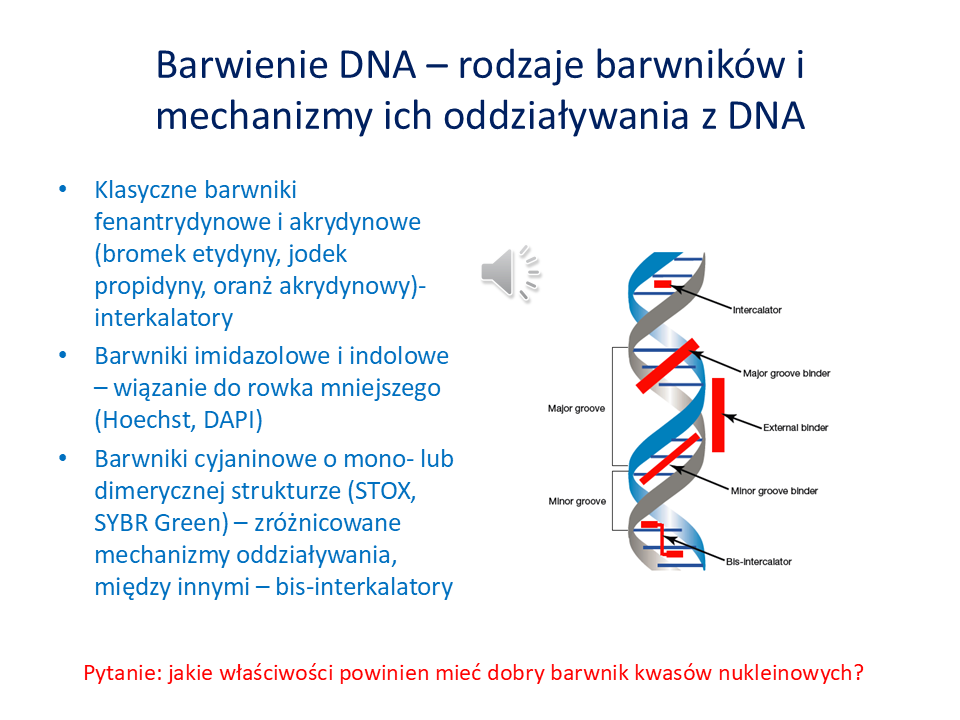 Barwienie DNA – rodzaje barwników i
mechanizmy ich oddziaływania z DNA
• Klasyczne barwniki
fenantrydynowe i akrydynowe
(bromek etydyny, jodek
propidyny, oranż akrydynowy)-
interkalatory
• Barwniki imidazolowe i indolowe
– wiązanie do rowka mniejszego
(Hoechst, DAPI)
• Barwniki cyjaninowe o mono- lub
dimerycznej strukturze (STOX,
SYBR Green) – zróżnicowane
mechanizmy oddziaływania,
między innymi – bis-interkalatory
Intercalator
Major groove binder
Major groove
External binder
Minor groove binder
Minor groove
Bis-intercalator
Pytanie: jakie właściwości powinien mieć dobry barwnik kwasów nukleinowych?